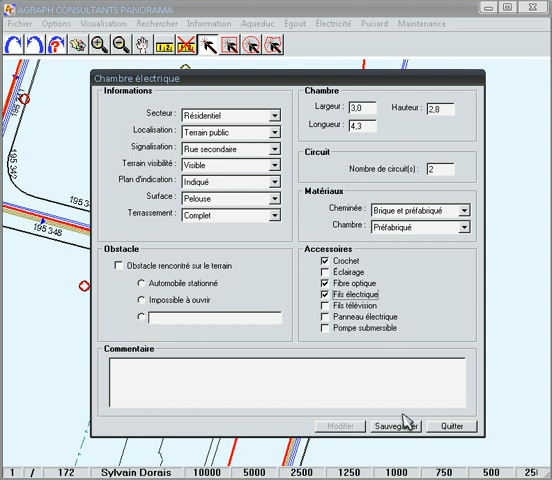 AGRAPH CONSULTANTS PANORAMA
Fichier Options Visualisation Rechercher Information Aqueduc Égout Électricité Puisard Maintenance
Chambre électrique
Informations
Secteur : Résidentiel
Localisation : Terrain public
Signalisation : Rue secondaire
Terrain visibilité : Visible
Plan d'indication : Indiqué
Surface : Pelouse
Terrassement : Complet
Chambre
Largeur : 3,0 Hauteur : 2,8
Longueur : 4,3
Circuit
Nombre de circuit(s) : 2
Matériaux
Cheminée : Brique et préfabriqué
Chambre : Préfabriqué
Obstacle
Obstacle rencontré sur le terrain
Automobile stationné
Impossible à ouvrir
Accessoires
Crochet
Éclairage
Fibre optique
Fils électrique
Fils télévision
Panneau électrique
Pompe submersible
Commentaire
Modifier Sauvegarder Quitter
195 342
195 348
195 34
1 / 172 Sylvain Dorais 10000 5000 2500 1250 1000 750 500 250